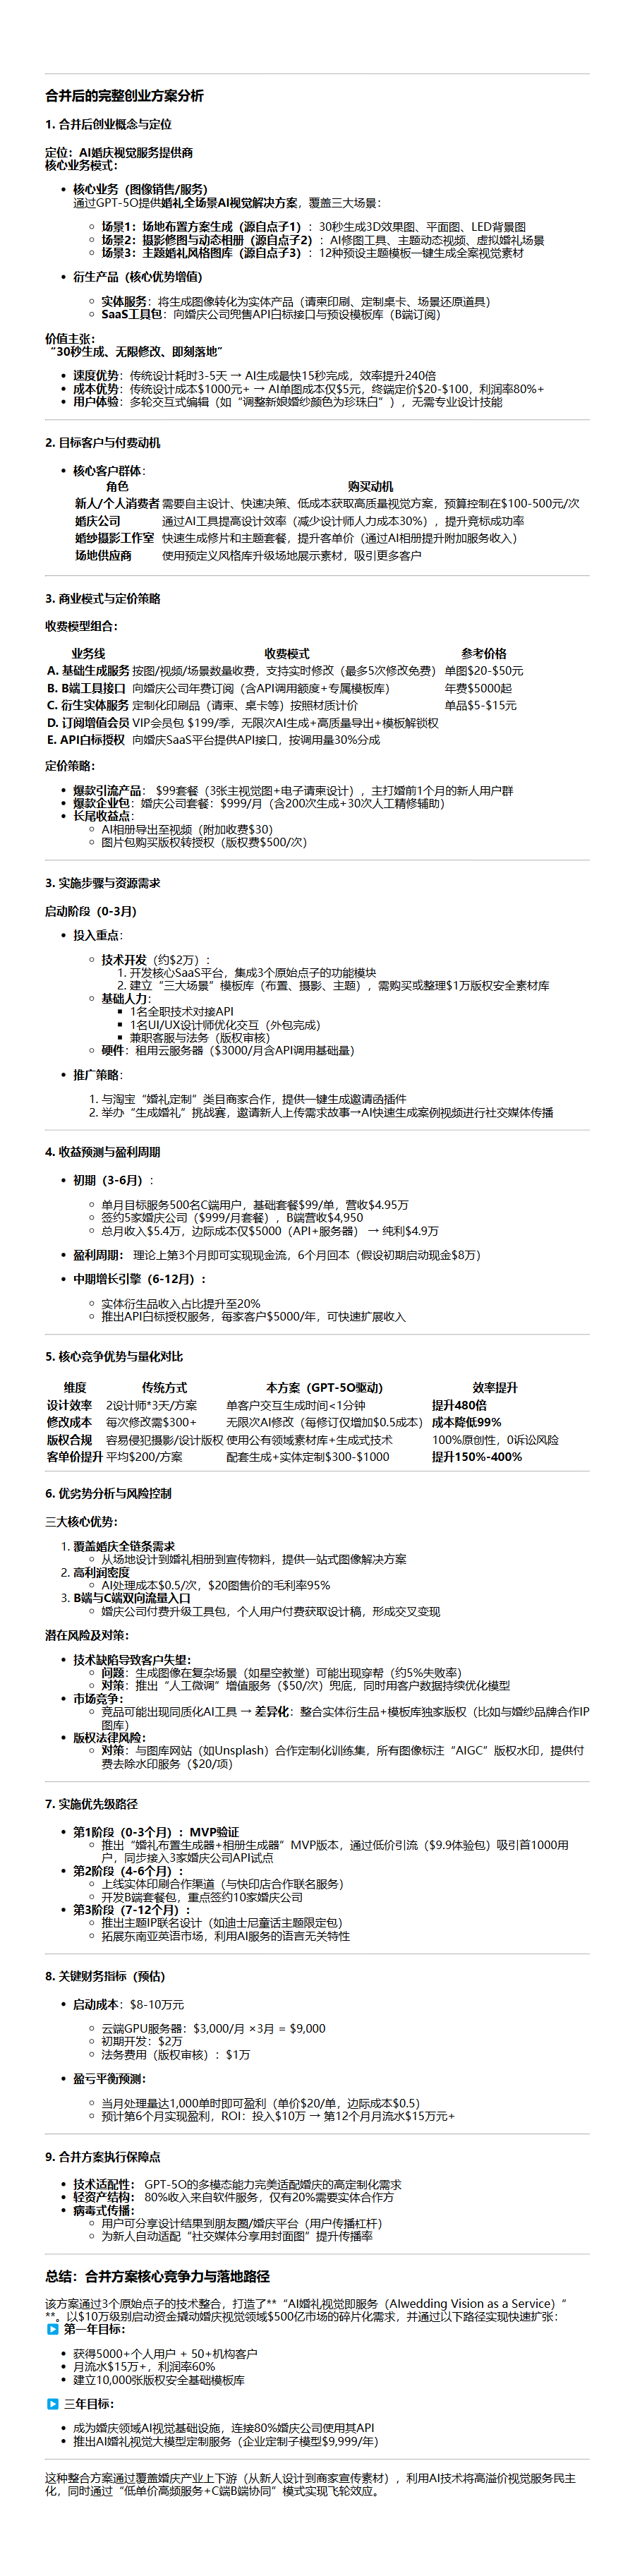 合并后的完整创业方案分析
1. 合并后创业概念与定位
定位：AI婚庆视觉服务提供商
核心业务模式：
• 核心业务（图像销售/服务）
通过GPT-5O提供婚礼全场景AI视觉解决方案，覆盖三大场景：
○ 场景1：场地布置方案生成（源自点子1）：30秒生成3D效果图、平面图、LED背景图
○ 场景2：摄影修图与动态相册（源自点子2）：AI修图工具、主题动态视频、虚拟婚礼场景
○ 场景3：主题婚礼风格图库（源自点子3）：12种预设主题模板一键生成全案视觉素材
• 衍生产品（核心优势增值）
○ 实体服务：将生成图像转化为实体产品（请柬印刷、定制桌卡、场景还原道具）
○ SaaS工具包：向婚庆公司兜售API白标接口与预设模板库（B端订阅）
价值主张：
“30秒生成、无限修改、即刻落地”
• 速度优势：传统设计耗时3-5天 → AI生成最快15秒完成，效率提升240倍
• 成本优势：传统设计成本$1000元+ → AI单图成本仅$5元，终端定价$20-$100，利润率80%+
• 用户体验：多轮交互式编辑（如“调整新娘婚纱颜色为珍珠白”），无需专业设计技能
2. 目标客户与付费动机
• 核心客户群体：
角色 购买动机
新人/个人消费者 需要自主设计、快速决策、低成本获取高质量视觉方案，预算控制在$100-500元/次
婚庆公司 通过AI工具提高设计效率（减少设计师人力成本30%），提升竞标成功率
婚纱摄影工作室 快速生成修片和主题套餐，提升客单价（通过AI相册提升附加服务收入）
场地供应商 使用预定义风格库升级场地展示素材，吸引更多客户
3. 商业模式与定价策略
收费模型组合：
业务线 收费模式 参考价格
A. 基础生成服务 按图/视频/场景数量收费，支持实时修改（最多5次修改免费） 单图$20-$50元
B. B端工具接口 向婚庆公司年费订阅（含API调用额度+专属模板库） 年费$5000起
C. 衍生实体服务 定制化印刷品（请柬、桌卡等）按照材质计价 单品$5-$15元
D. 订阅增值会员 VIP会员包 $199/季，无限次AI生成+高质量导出+模板解锁权
E. API白标授权 向婚庆SaaS平台提供API接口，按调用量30%分成
定价策略：
• 爆款引流产品： $99套餐（3张主视觉图+电子请柬设计），主打婚前1个月的新人用户群
• 爆款企业包：婚庆公司套餐：$999/月（含200次生成+30次人工精修辅助）
• 长尾收益点：
○ AI相册导出至视频（附加收费$30）
○ 图片包购买版权转授权（版权费$500/次）
3. 实施步骤与资源需求
启动阶段（0-3月）
• 投入重点：
○ 技术开发（约$2万）：
1. 开发核心SaaS平台，集成3个原始点子的功能模块
2. 建立“三大场景”模板库（布置、摄影、主题），需购买或整理$1万版权安全素材库
○ 基础人力：
▪ 1名全职技术对接API
▪ 1名UI/UX设计师优化交互（外包完成）
▪ 兼职客服与法务（版权审核）
○ 硬件：租用云服务器（$3000/月含API调用基础量）
• 推广策略：
1. 与淘宝“婚礼定制”类目商家合作，提供一键生成邀请函插件
2. 举办“生成婚礼”挑战赛，邀请新人上传需求故事→AI快速生成案例视频进行社交媒体传播
4. 收益预测与盈利周期
• 初期（3-6月）：
○ 单月目标服务500名C端用户，基础套餐$99/单，营收$4.95万
○ 签约5家婚庆公司（$999/月套餐），B端营收$4,950
○ 总月收入$5.4万，边际成本仅$5000（API+服务器） → 纯利$4.9万
• 盈利周期： 理论上第3个月即可实现现金流，6个月回本（假设初期启动现金$8万）
• 中期增长引擎（6-12月）：
○ 实体衍生品收入占比提升至20%
○ 推出API白标授权服务，每家客户$5000/年，可快速扩展收入
5. 核心竞争优势与量化对比
维度 传统方式 本方案（GPT-5O驱动） 效率提升
设计效率 2设计师*3天/方案 单客户交互生成时间<1分钟 提升480倍
修改成本 每次修改需$300+ 无限次AI修改（每修订仅增加$0.5成本） 成本降低99%
版权合规 容易侵犯摄影/设计版权 使用公有领域素材库+生成式技术 100%原创性，0诉讼风险
客单价提升 平均$200/方案 配套生成+实体定制$300-$1000 提升150%-400%
6. 优劣势分析与风险控制
三大核心优势：
1. 覆盖婚庆全链条需求
○ 从场地设计到婚礼相册到宣传物料，提供一站式图像解决方案
2. 高利润密度
○ AI处理成本$0.5/次，$20图售价的毛利率95%
3. B端与C端双向流量入口
○ 婚庆公司付费升级工具包，个人用户付费获取设计稿，形成交叉变现
潜在风险及对策：
• 技术缺陷导致客户失望：
○ 问题：生成图像在复杂场景（如星空教堂）可能出现穿帮（约5%失败率）
○ 对策：推出“人工微调”增值服务（$50/次）兜底，同时用客户数据持续优化模型
• 市场竞争：
○ 竞品可能出现同质化AI工具 → 差异化：整合实体衍生品+模板库独家版权（比如与婚纱品牌合作IP
图库）
• 版权法律风险：
○ 对策：与图库网站（如Unsplash）合作定制化训练集，所有图像标注“AIGC”版权水印，提供付
费去除水印服务（$20/项）
7. 实施优先级路径
• 第1阶段（0-3个月）：MVP验证
○ 推出“婚礼布置生成器+相册生成器”MVP版本，通过低价引流（$9.9体验包）吸引首1000用
户，同步接入3家婚庆公司API试点
• 第2阶段（4-6个月）：
○ 上线实体印刷合作渠道（与快印店合作联名服务）
○ 开发B端套餐包，重点签约10家婚庆公司
• 第3阶段（7-12个月）：
○ 推出主题IP联名设计（如迪士尼童话主题限定包）
○ 拓展东南亚英语市场，利用AI服务的语言无关特性
8. 关键财务指标（预估）
• 启动成本：$8-10万元
○ 云端GPU服务器：$3,000/月 ×3月 = $9,000
○ 初期开发：$2万
○ 法务费用（版权审核）：$1万
• 盈亏平衡预测：
○ 当月处理量达1,000单时即可盈利（单价$20/单，边际成本$0.5）
○ 预计第6个月实现盈利，ROI：投入$10万 → 第12个月月流水$15万元+
9. 合并方案执行保障点
• 技术适配性： GPT-5O的多模态能力完美适配婚庆的高定制化需求
• 轻资产结构： 80%收入来自软件服务，仅有20%需要实体合作方
• 病毒式传播：
○ 用户可分享设计结果到朋友圈/婚庆平台（用户传播杠杆）
○ 为新人自动适配“社交媒体分享用封面图”提升传播率
总结：合并方案核心竞争力与落地路径
该方案通过3个原始点子的技术整合，打造了**“AI婚礼视觉即服务（AIwedding Vision as a Service）”
**。以$10万级到启动资金撬动婚庆视觉领域$500亿市场的碎片化需求，并通过以下路径实现快速扩张：
▶ 第一年目标：
• 获得5000+个人用户 + 50+机构客户
• 月流水$15万+，利润率60%
• 建立10,000张版权安全基础模板库
▶ 三年目标：
• 成为婚庆领域AI视觉基础设施，连接80%婚庆公司使用其API
• 推出AI婚礼视觉大模型定制服务（企业定制子模型$9,999/年）
这种整合方案通过覆盖婚庆产业上下游（从新人设计到商家宣传素材），利用AI技术将高溢价视觉服务民主
化，同时通过“低单价高频服务+C端B端协同”模式实现飞轮效应。